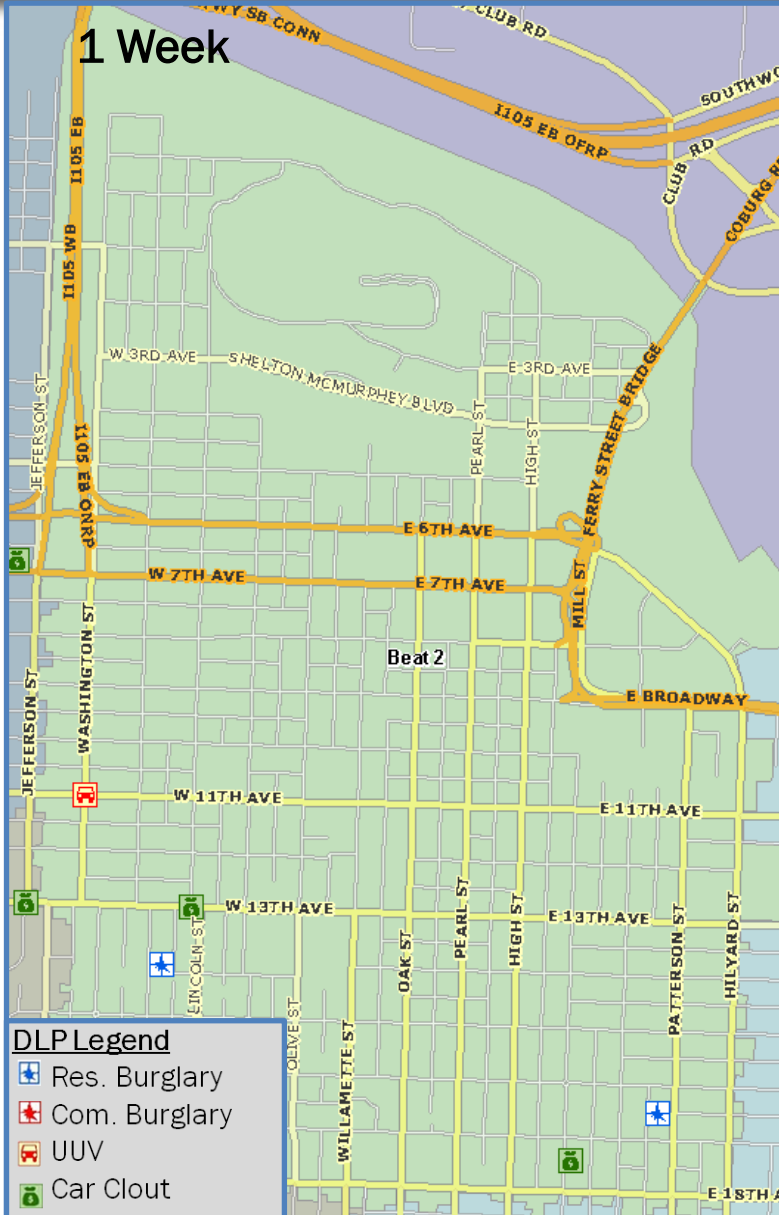 1 Week
WY SB CONN
CLUB RD
SOUTHWO
I105 EB OFRP
I105 EB
CLUB RD
COBURG R
I105 WB
W 3RD AVE
SHELTON MCMURPHEY BLVD
E 3RD AVE
FERRY STREET BRIDGE
JEFFERSON ST
PEARL ST
HIGH ST
I105 EB ONRP
E 6TH AVE
W 7TH AVE
E 7TH AVE
MILL ST
WASHINGTON ST
Beat 2
JEFFERSON ST
E BROADWAY
W 11TH AVE
E 11TH AVE
W 13TH AVE
E 13TH AVE
LINCOLN ST
OAK ST
PEARL ST
HIGH ST
PATTERSON ST
HILYARD ST
OLIVE ST
WILLAMETTE ST
DLP Legend
Res. Burglary
Com. Burglary
UUV
Car Clout
E 18TH A